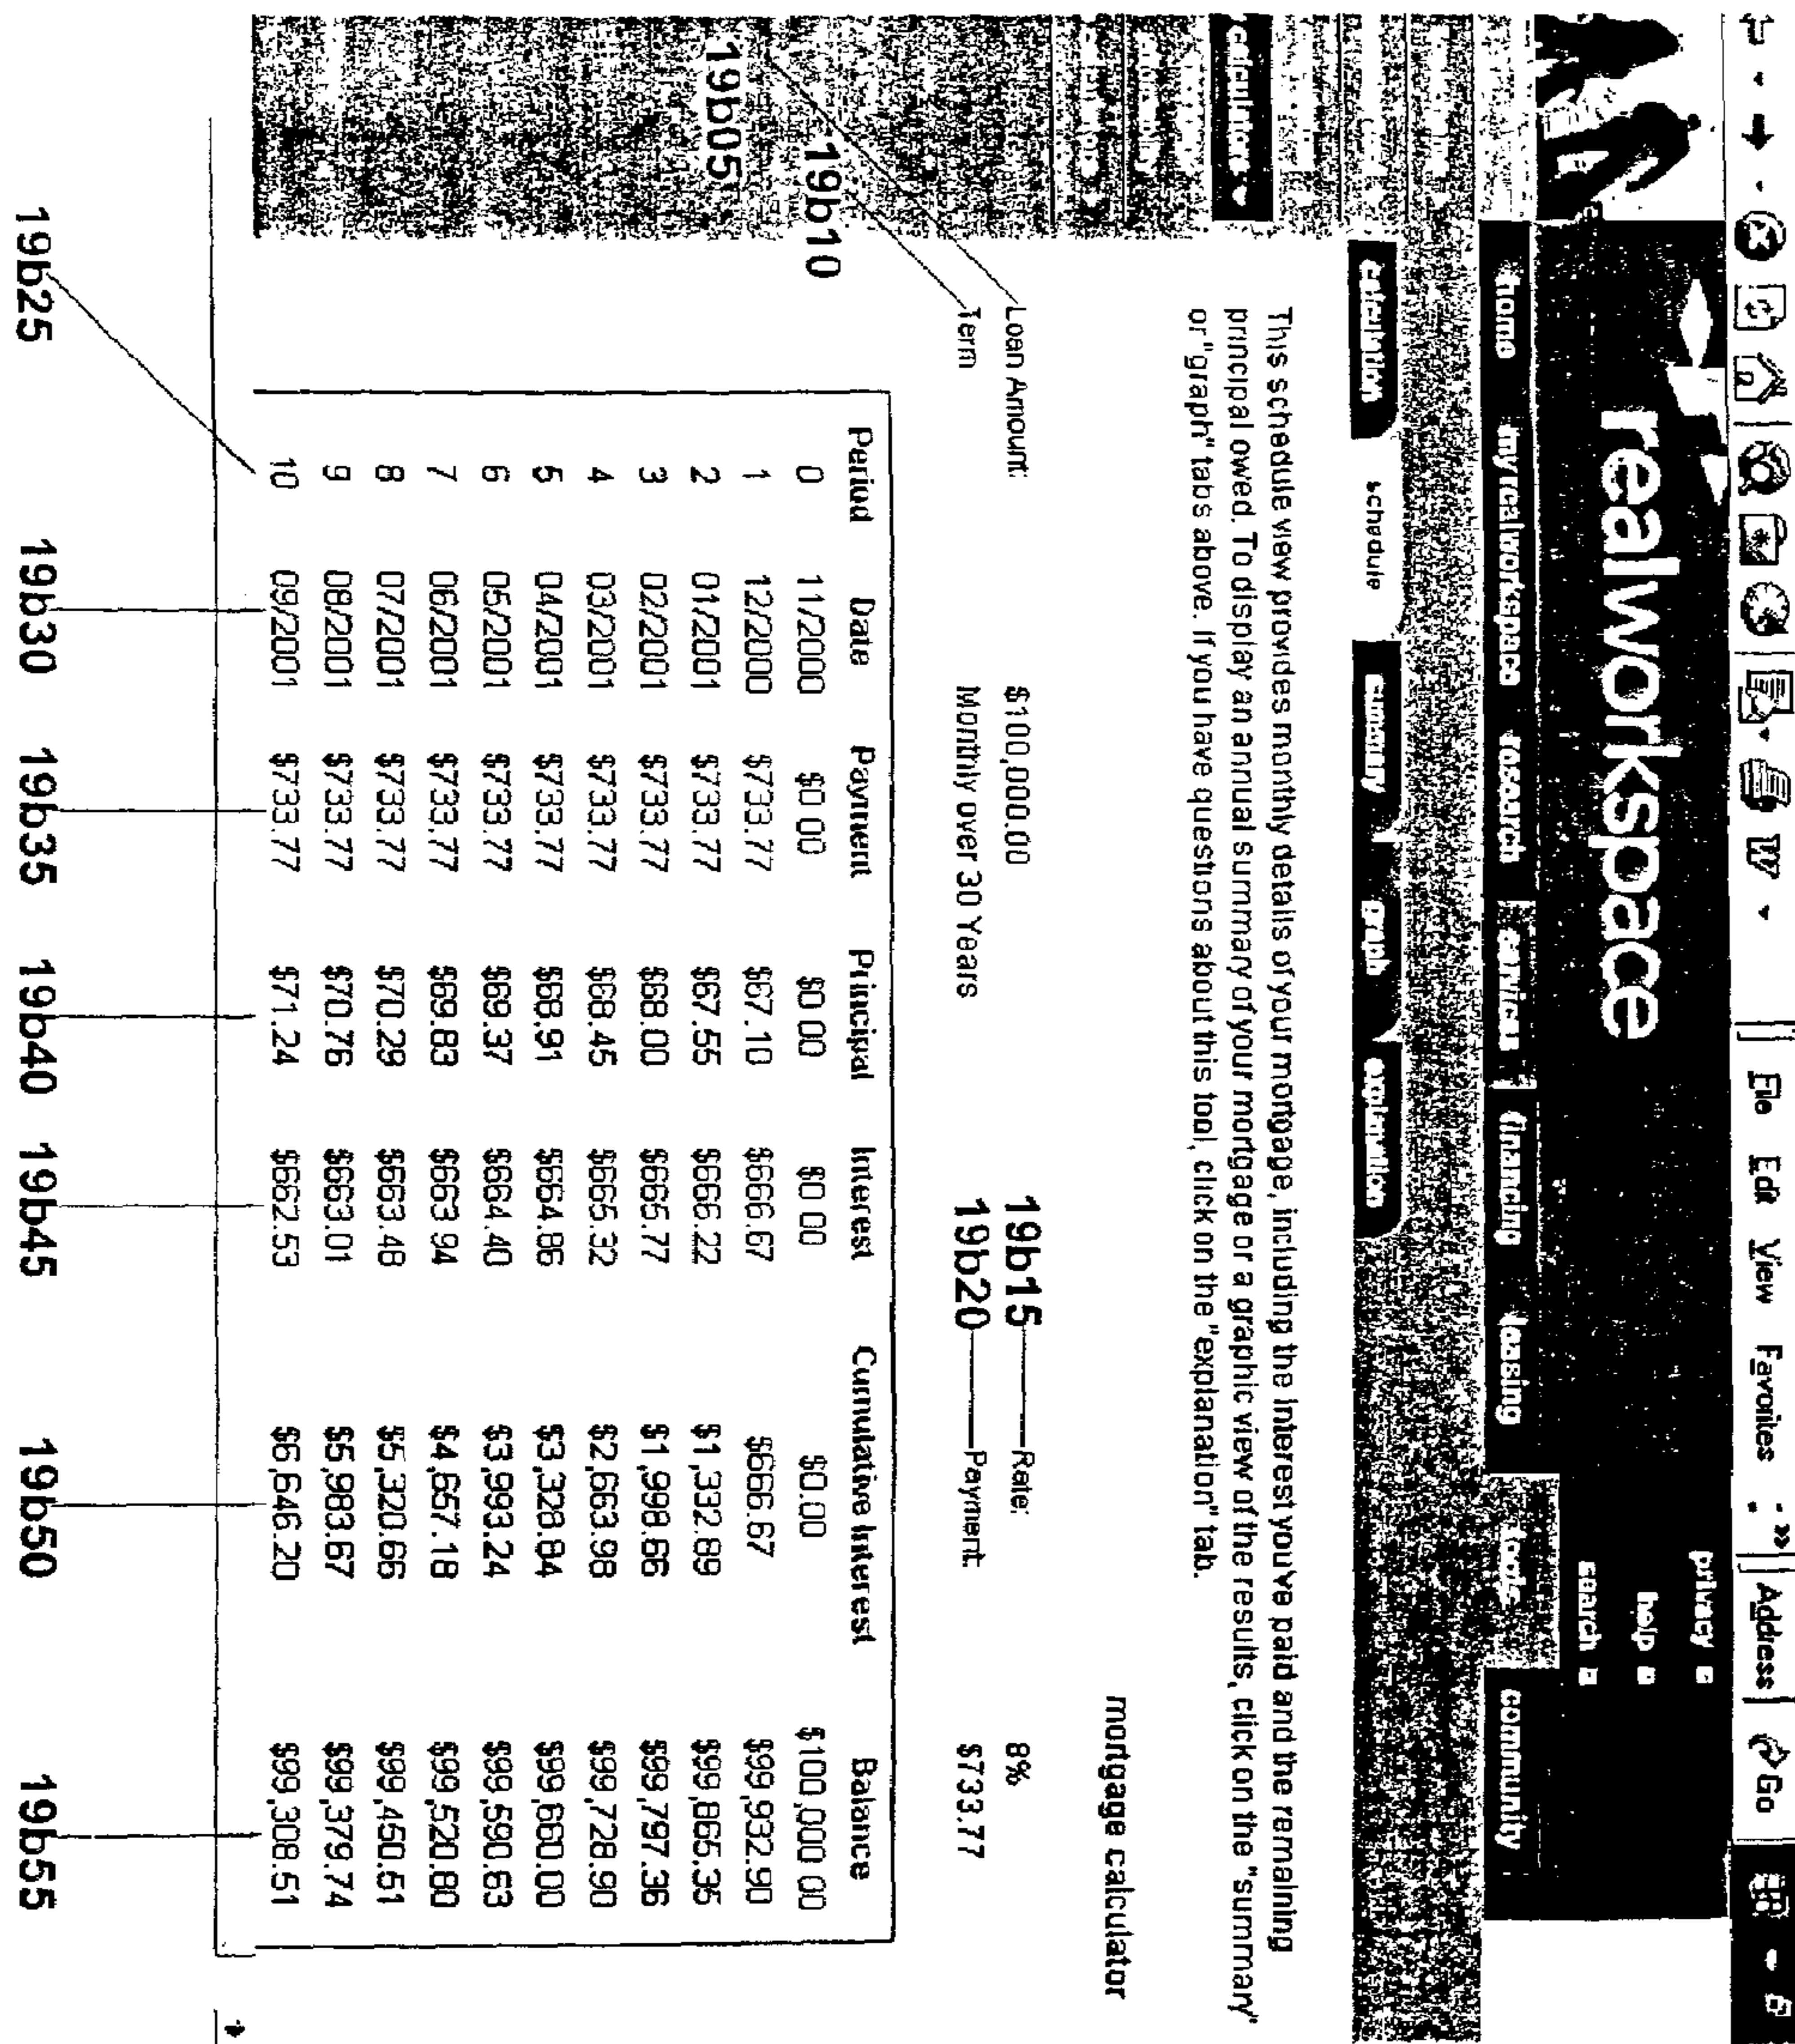 File Edit View Favorites » Address Go
realworkspace
privacy
help
search
home my realworkspace research services financing leasing tools community
calculation schedule summary graph explanation
This schedule view provides monthly details of your mortgage, including the interest you've paid and the remaining
principal owed. To display an annual summary of your mortgage or a graphic view of the results, click on the "summary"
or "graph" tabs above. If you have questions about this tool, click on the "explanation" tab.
mortgage calculator
Loan Amount: $100,000.00 19b15 Rate: 8%
Term Monthly over 30 Years 19b20 Payment: $733.77
19b10
19b05
Period Date Payment Principal Interest Cumulative Interest Balance
0 11/2000 $0.00 $0.00 $0.00 $0.00 $100,000.00
1 12/2000 $733.77 $67.10 $666.67 $666.67 $99,932.90
2 01/2001 $733.77 $67.55 $666.22 $1,332.89 $99,865.35
3 02/2001 $733.77 $68.00 $665.77 $1,998.66 $99,797.36
4 03/2001 $733.77 $68.45 $665.32 $2,663.98 $99,728.90
5 04/2001 $733.77 $68.91 $664.86 $3,328.84 $99,660.00
6 05/2001 $733.77 $69.37 $664.40 $3,993.24 $99,590.63
7 06/2001 $733.77 $69.83 $663.94 $4,657.18 $99,520.80
8 07/2001 $733.77 $70.29 $663.48 $5,320.66 $99,450.51
9 08/2001 $733.77 $70.76 $663.01 $5,983.67 $99,379.74
10 09/2001 $733.77 $71.24 $662.53 $6,646.20 $99,308.51
19b25 19b30 19b35 19b40 19b45 19b50 19b55